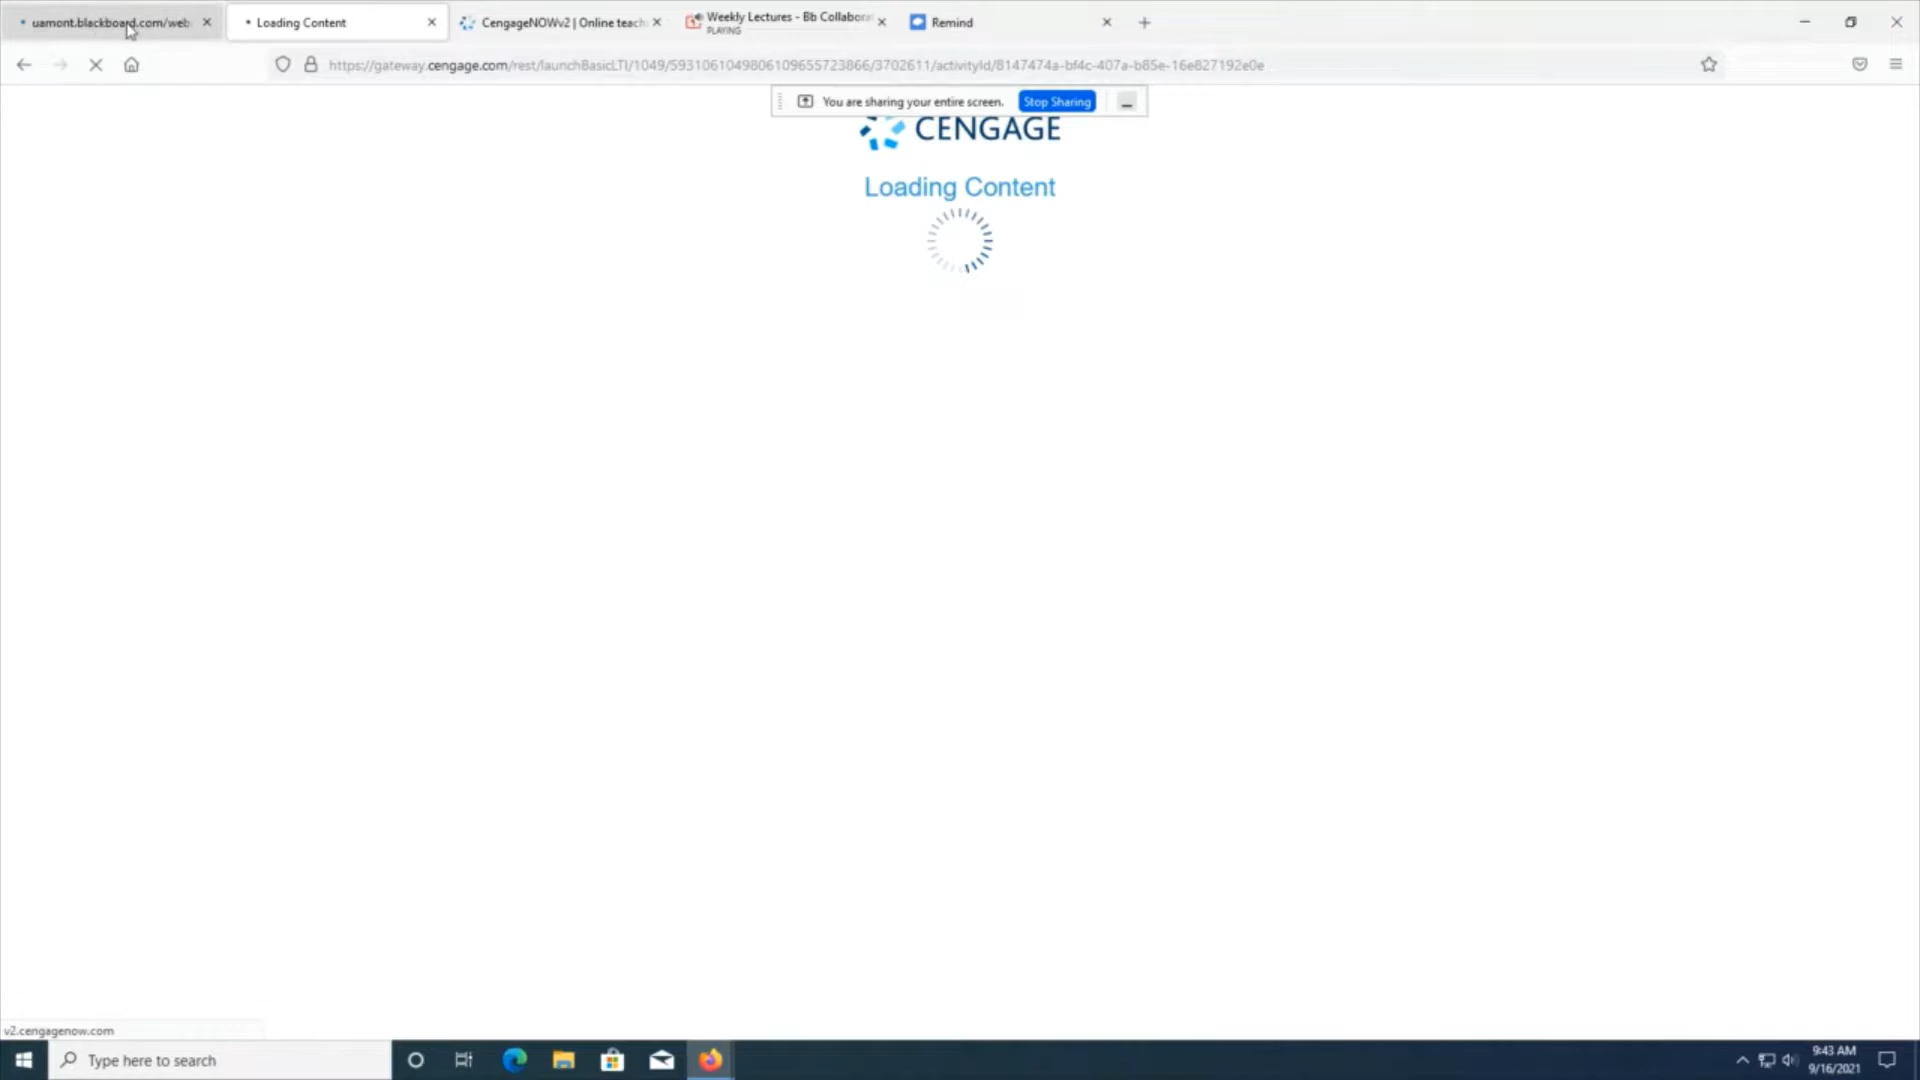 uamont.blackboard.com/web
Loading Content
CengageNOWv2 | Online teach
Weekly Lectures - Bb Collabora
PLAYING
Remind
https://gateway.cengage.com/rest/launchBasicLTI/1049/5931061049806109655723866/3702611/activityId/8147474a-bf4c-407a-b85e-16e827192e0e
You are sharing your entire screen.
Stop Sharing
CENGAGE
Loading Content
v2.cengagenow.com
Type here to search
9:43 AM
9/16/2021